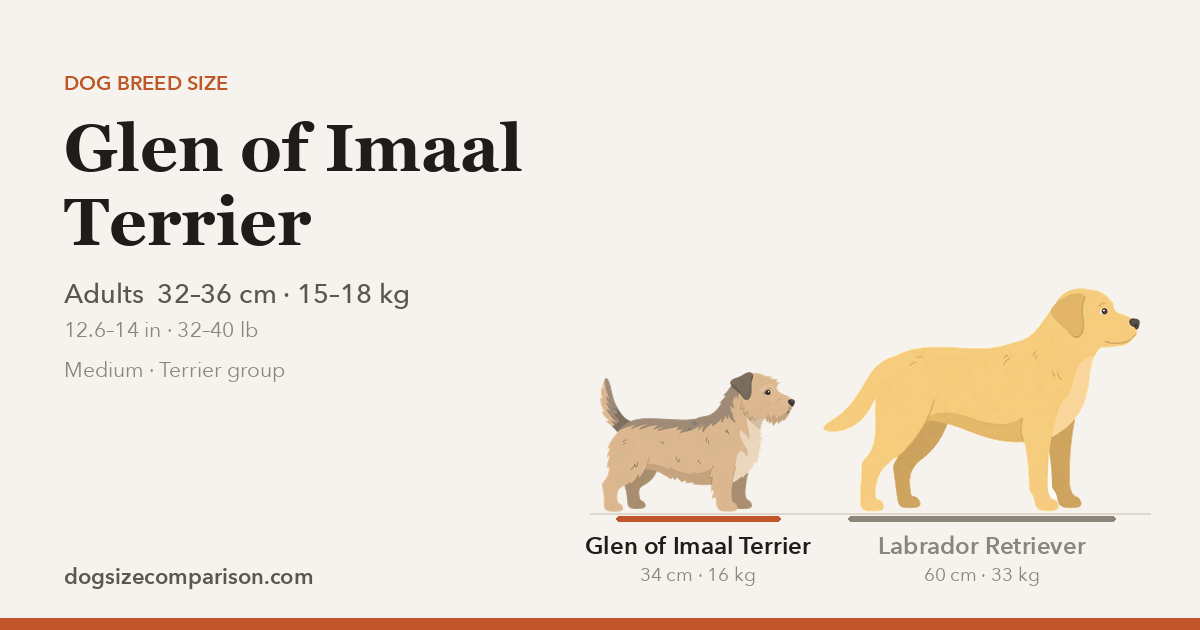 DOG BREED SIZE
Glen of Imaal
Terrier
Adults 32–36 cm · 15–18 kg
12.6–14 in · 32–40 lb
Medium · Terrier group
Glen of Imaal Terrier
34 cm · 16 kg
Labrador Retriever
60 cm · 33 kg
dogsizecomparison.com